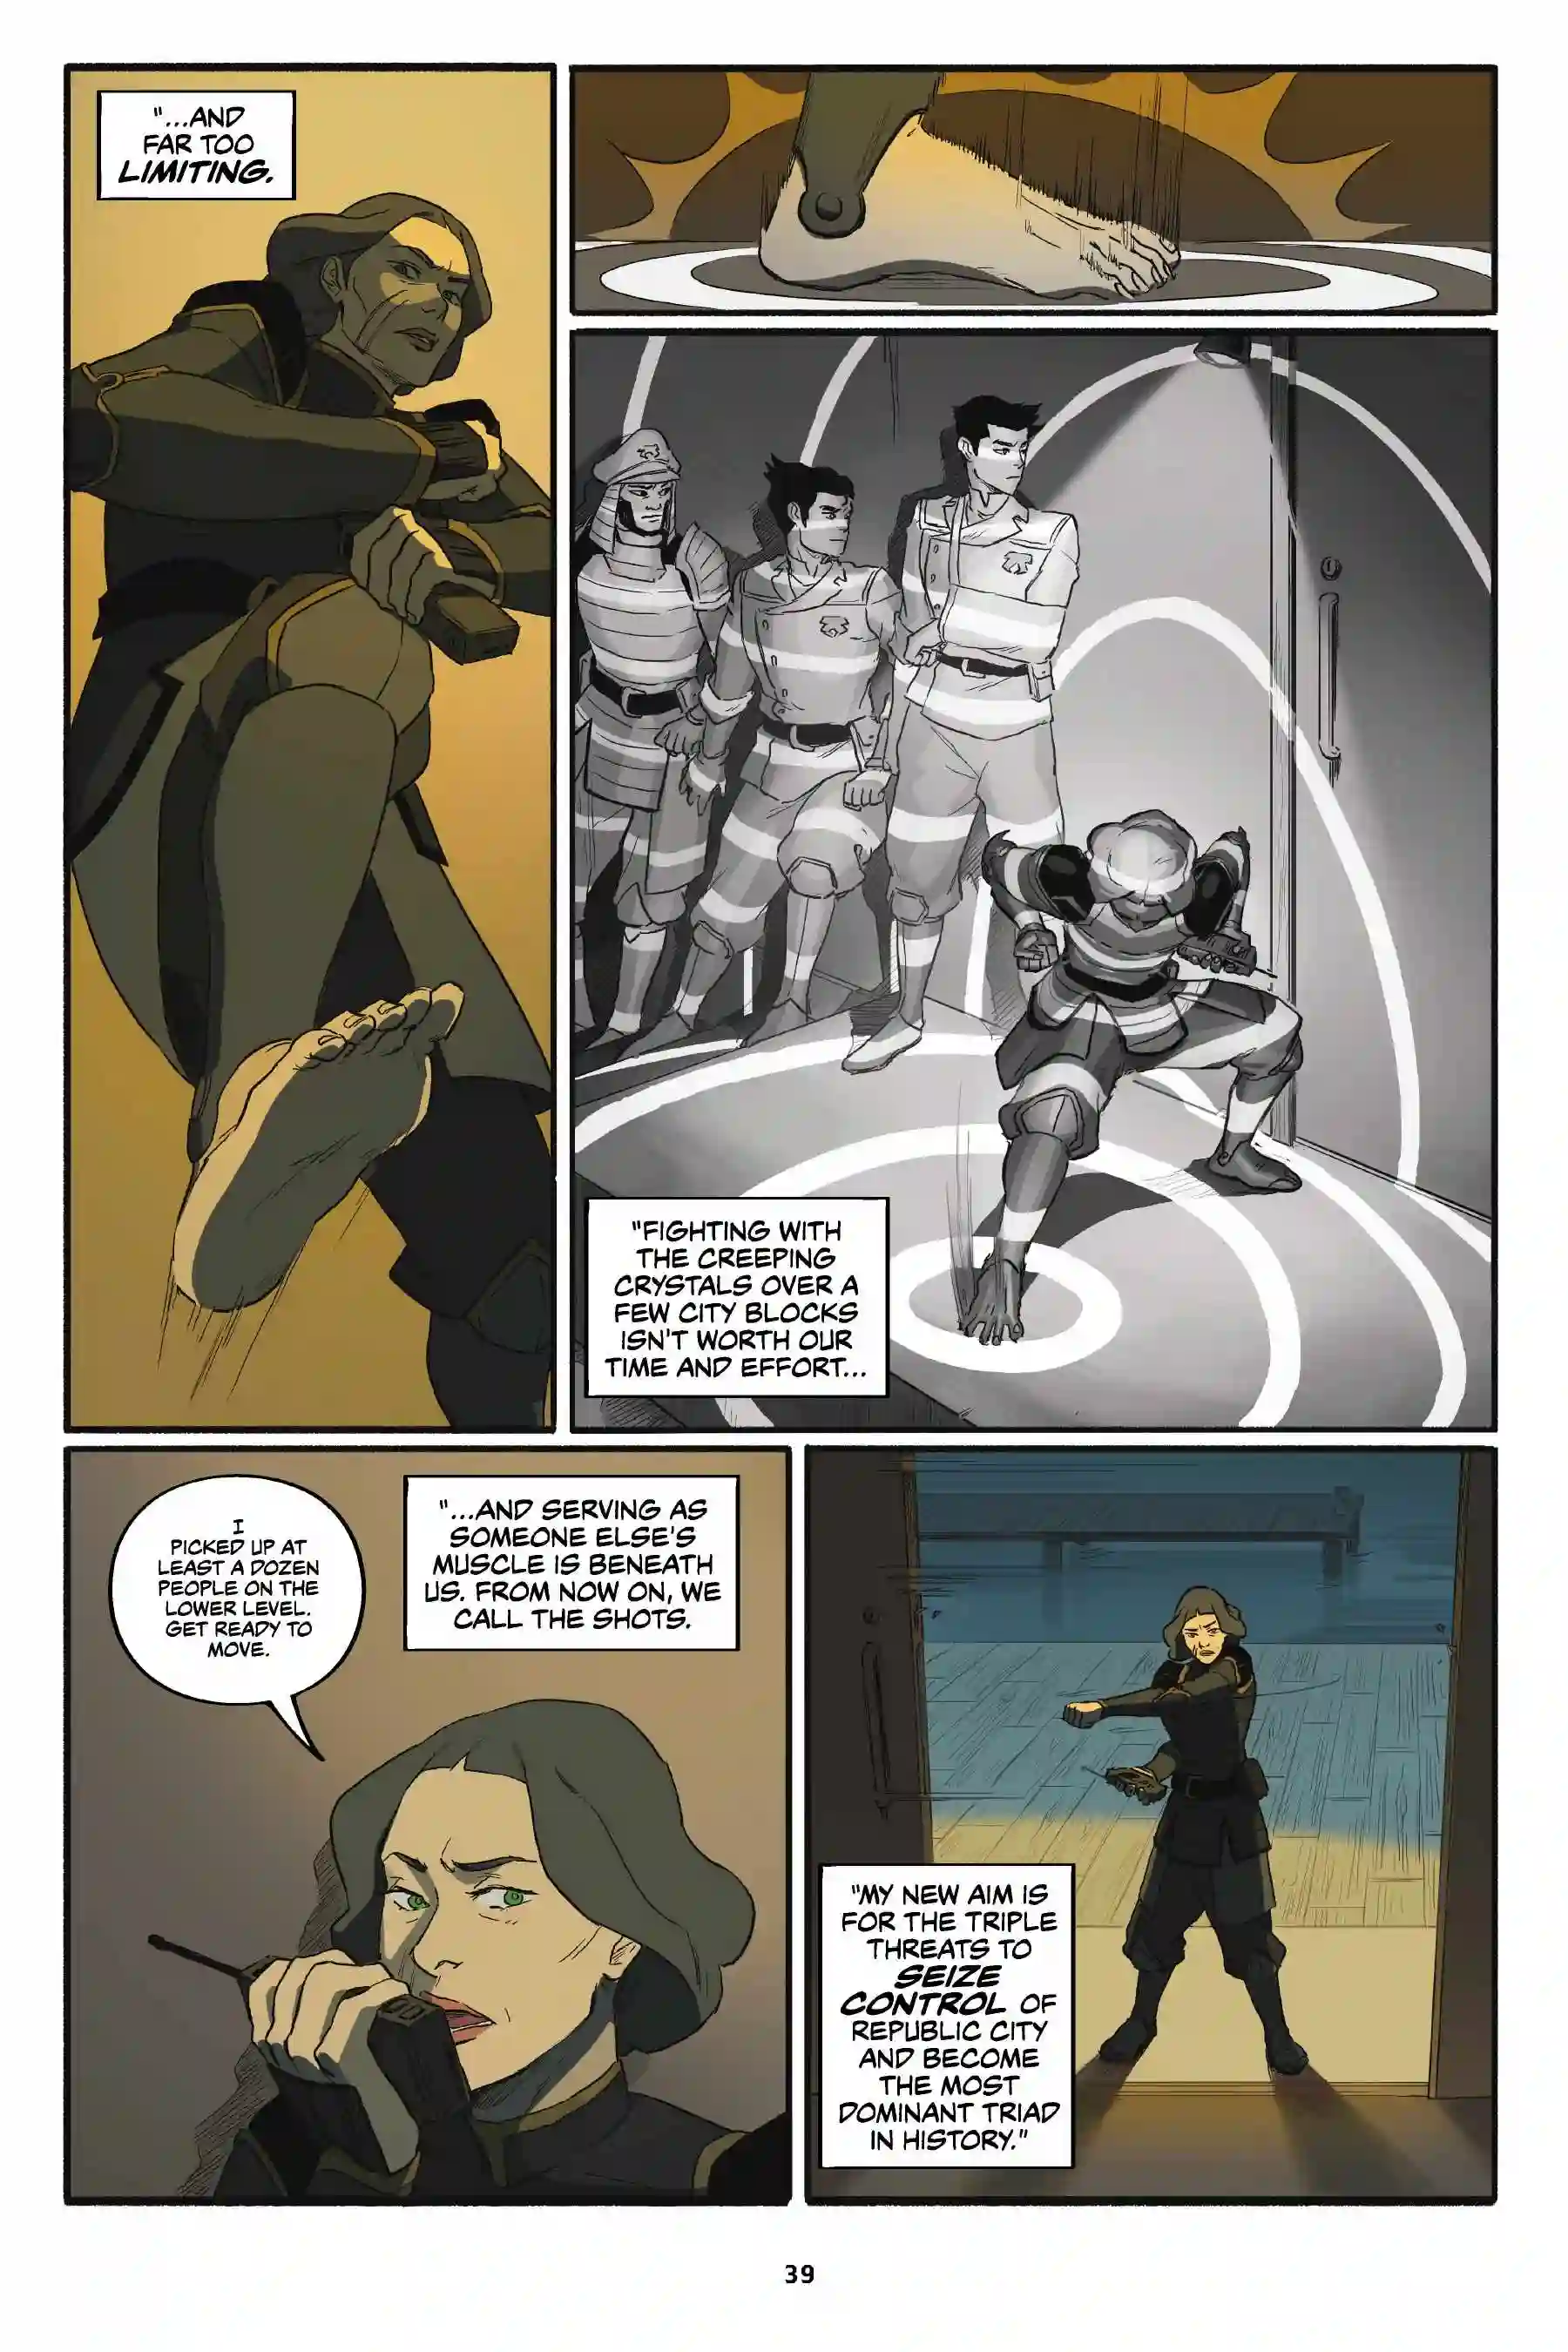 "...AND
FAR TOO
LIMITING.
"FIGHTING WITH
THE CREEPING
CRYSTALS OVER A
FEW CITY BLOCKS
ISN'T WORTH OUR
TIME AND EFFORT...
I
PICKED UP AT
LEAST A DOZEN
PEOPLE ON THE
LOWER LEVEL.
GET READY TO
MOVE.
"...AND SERVING AS
SOMEONE ELSE'S
MUSCLE IS BENEATH
US. FROM NOW ON, WE
CALL THE SHOTS.
"MY NEW AIM IS
FOR THE TRIPLE
THREATS TO
SEIZE
CONTROL OF
REPUBLIC CITY
AND BECOME
THE MOST
DOMINANT TRIAD
IN HISTORY."
39